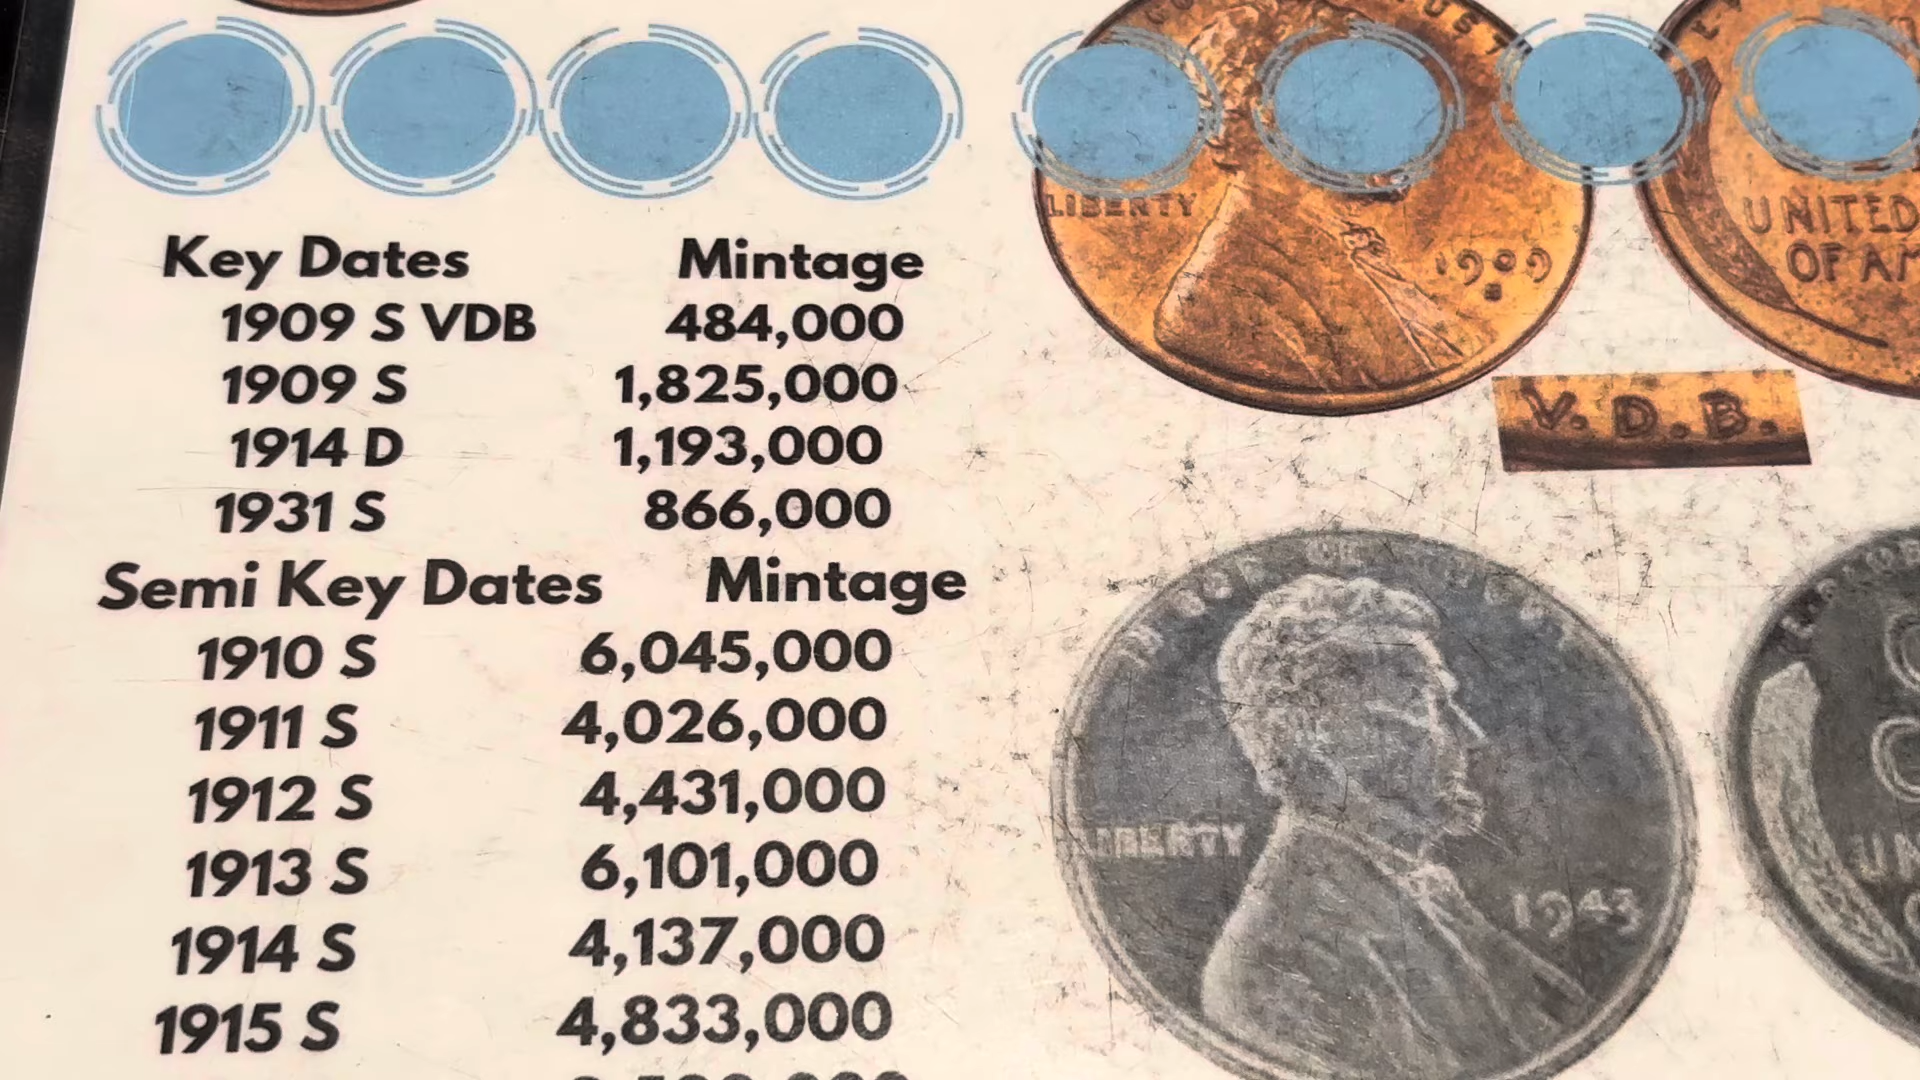 Key Dates Mintage
1909 S VDB 484,000
1909 S 1,825,000
1914 D 1,193,000
1931 S 866,000
Semi Key Dates Mintage
1910 S 6,045,000
1911 S 4,026,000
1912 S 4,431,000
1913 S 6,101,000
1914 S 4,137,000
1915 S 4,833,000
LIBERTY
1909
S
UNITED
OF AM
V.D.B.
LIBERTY
1943